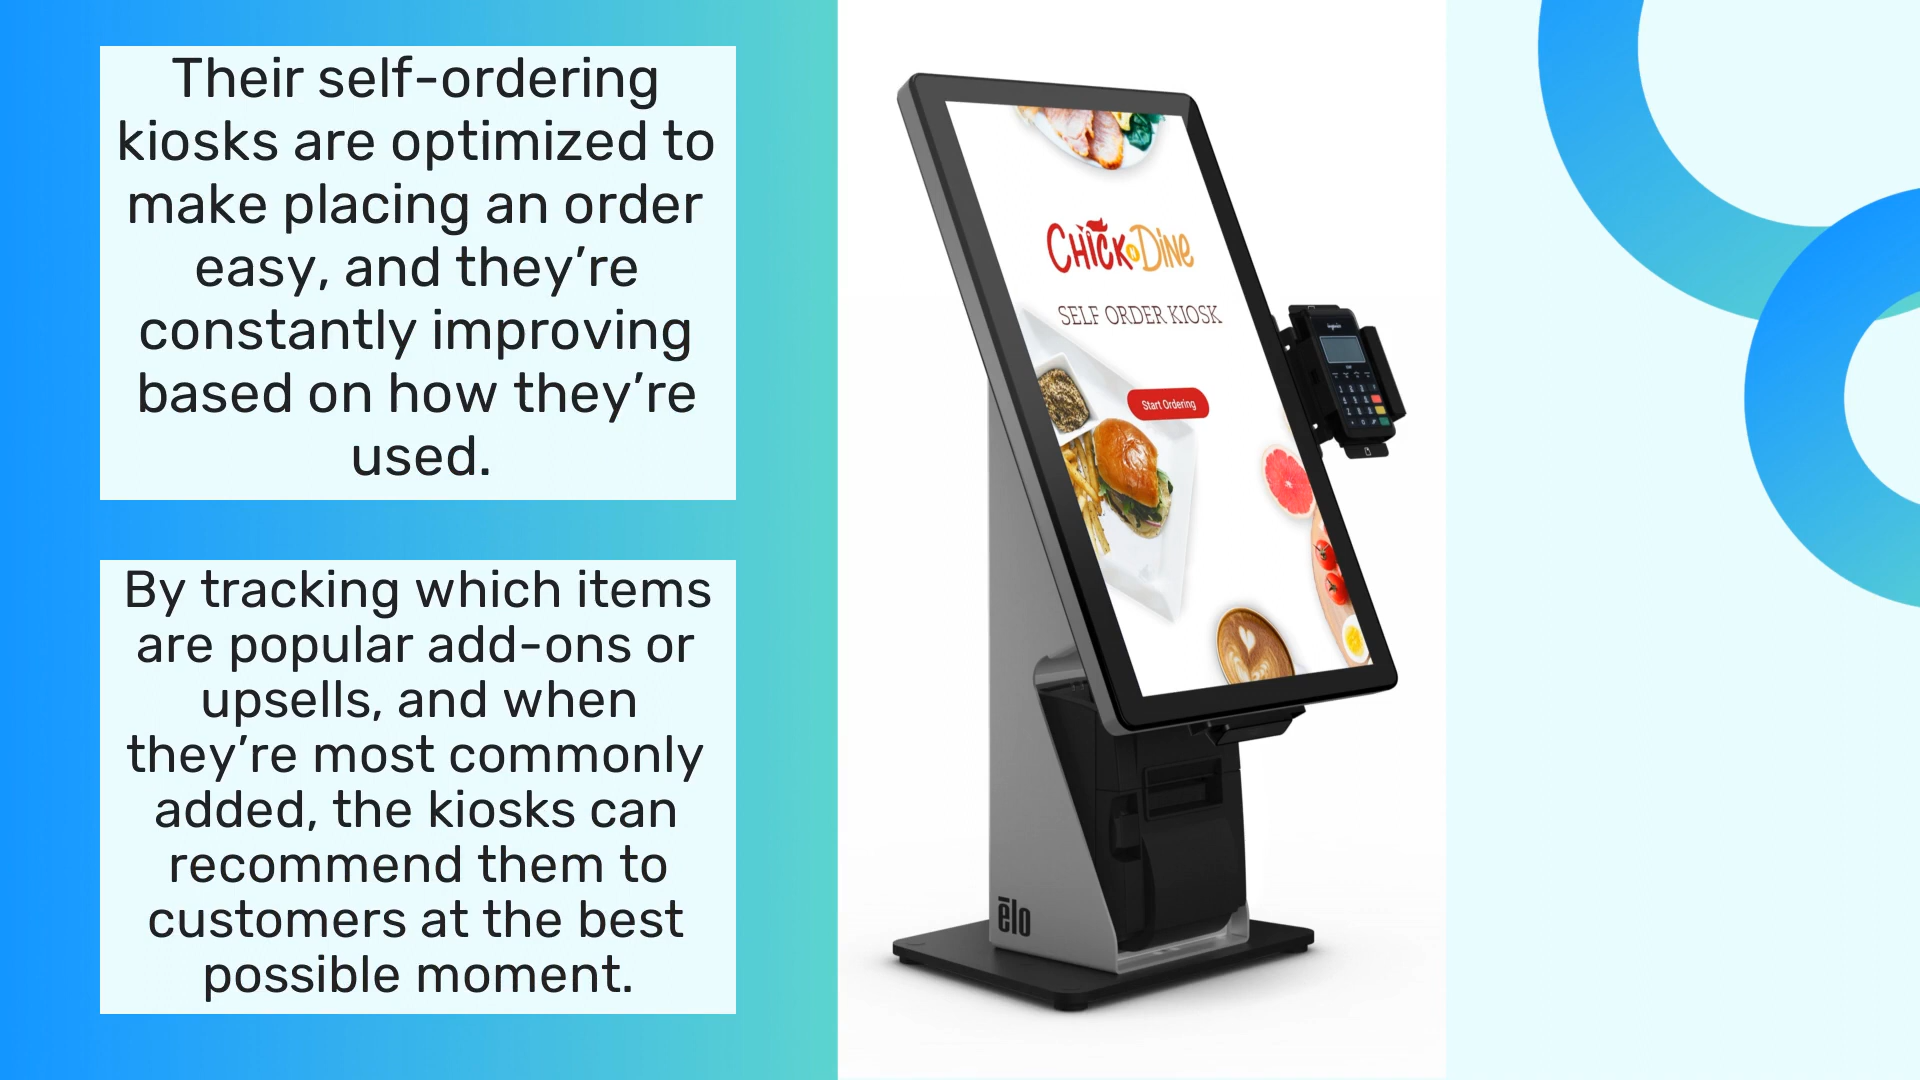 Their self-ordering
kiosks are optimized to
make placing an order
easy, and they’re
constantly improving
based on how they’re
used.
By tracking which items
are popular add-ons or
upsells, and when
they’re most commonly
added, the kiosks can
recommend them to
customers at the best
possible moment.
CHICK Dine
SELF ORDER KIOSK
Start Ordering
ēlo